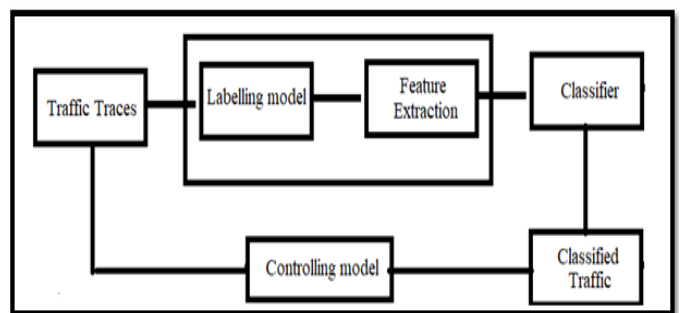 Traffic Traces
Labelling model
Feature
Extraction
Classifier
Controlling model
Classified
Traffic